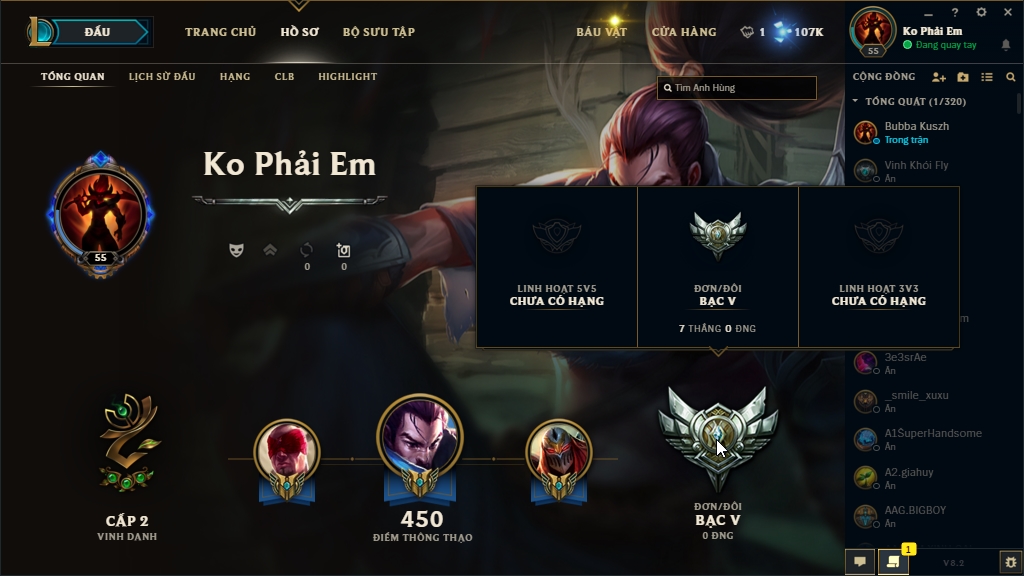 ĐẤU
TRANG CHỦ
HỒ SƠ
BỘ SƯU TẬP
BÁU VẬT
CỬA HÀNG
1
107K
?
Ko Phải Em
Đang quay tay
55
TỔNG QUAN
LỊCH SỬ ĐẤU
HẠNG
CLB
HIGHLIGHT
Tìm Anh Hùng
CỘNG ĐỒNG
TỔNG QUÁT (1/320)
Bubba Kuszh
Trong trận
Vinh Khói Fly
Ẩn
Ko Phải Em
55
0
0
LINH HOẠT 5V5
CHƯA CÓ HẠNG
ĐƠN/ĐÔI
BẠC V
7 THẮNG 0 ĐNG
LINH HOẠT 3V3
CHƯA CÓ HẠNG
m
3e3srAe
Ẩn
_smile_xuxu
Ẩn
A1SuperHandsome
Ẩn
A2.giahuy
Ẩn
AAG.BIGBOY
Ẩn
CẤP 2
VINH DANH
450
ĐIỂM THÔNG THẠO
ĐƠN/ĐÔI
BẠC V
0 ĐNG
1
V8.2